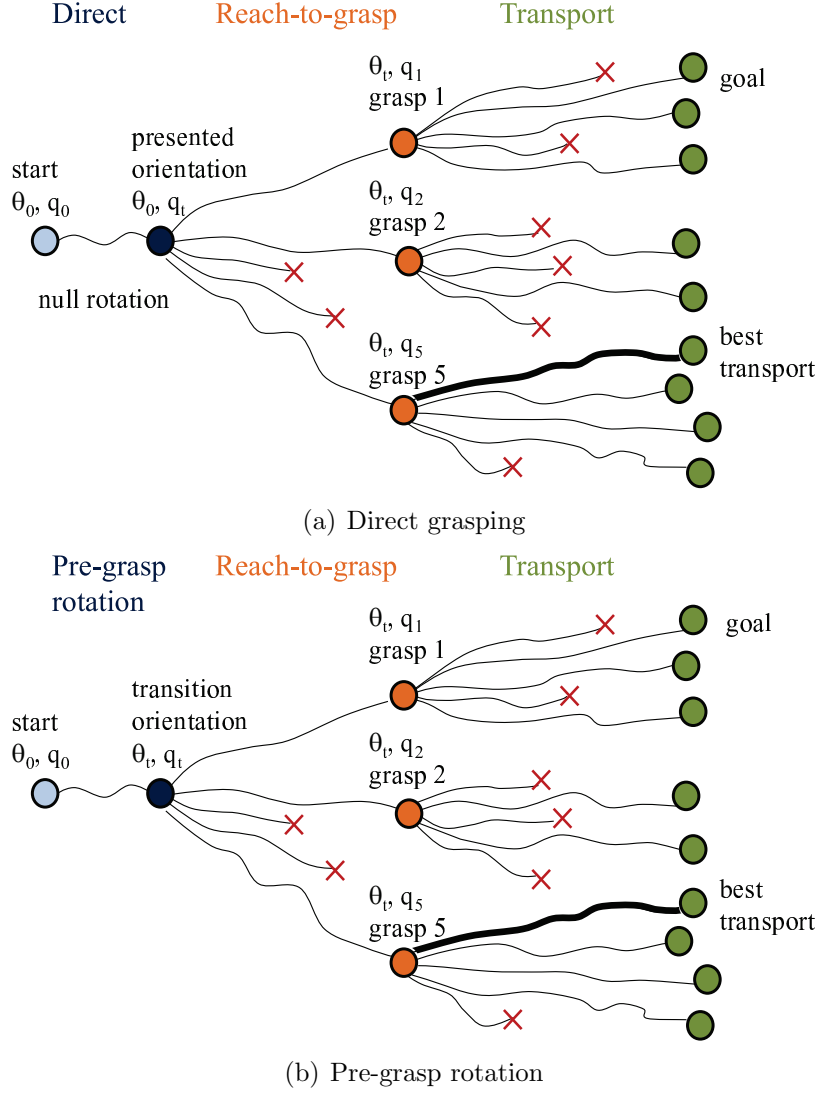 Direct Reach-to-grasp Transport
θt, q1
grasp 1
goal
presented
orientation
θ0, qt
start
θ0, q0
null rotation
θt, q2
grasp 2
θt, q5
grasp 5
best
transport
(a) Direct grasping
Pre-grasp
rotation
Reach-to-grasp Transport
θt, q1
grasp 1
goal
transition
orientation
θt, qt
start
θ0, q0
θt, q2
grasp 2
θt, q5
grasp 5
best
transport
(b) Pre-grasp rotation